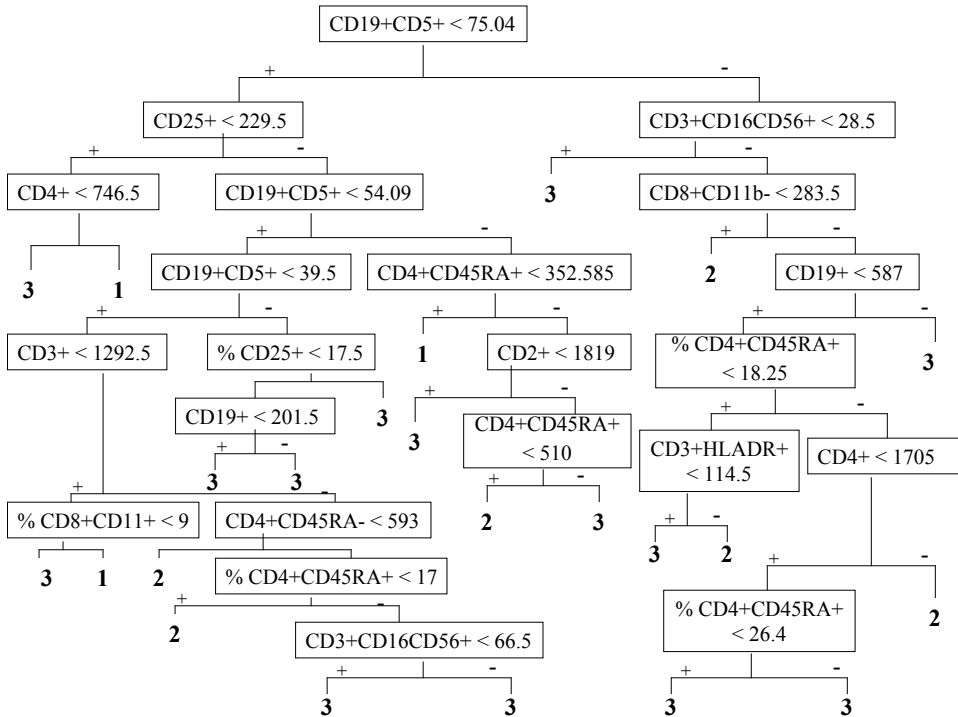 CD19+CD5+ < 75.04
+ -
CD25+ < 229.5 CD3+CD16CD56+ < 28.5
+ - + -
CD4+ < 746.5 CD19+CD5+ < 54.09 3 CD8+CD11b- < 283.5
+ - + -
3 1 CD19+CD5+ < 39.5 CD4+CD45RA+ < 352.585 2 CD19+ < 587
+ - + - + -
CD3+ < 1292.5 % CD25+ < 17.5 1 CD2+ < 1819 % CD4+CD45RA+
< 18.25
3
+ - + -
CD19+ < 201.5 3 3 CD4+CD45RA+
< 510
CD3+HLADR+
< 114.5
CD4+ < 1705
+ - + -
3 3
+ - 2 3 + -
% CD8+CD11+ < 9 CD4+CD45RA- < 593 3 2
3 1 2 % CD4+CD45RA+ < 17 + -
+ - % CD4+CD45RA+
< 26.4
2
2 CD3+CD16CD56+ < 66.5
+ - + -
3 3 3 3